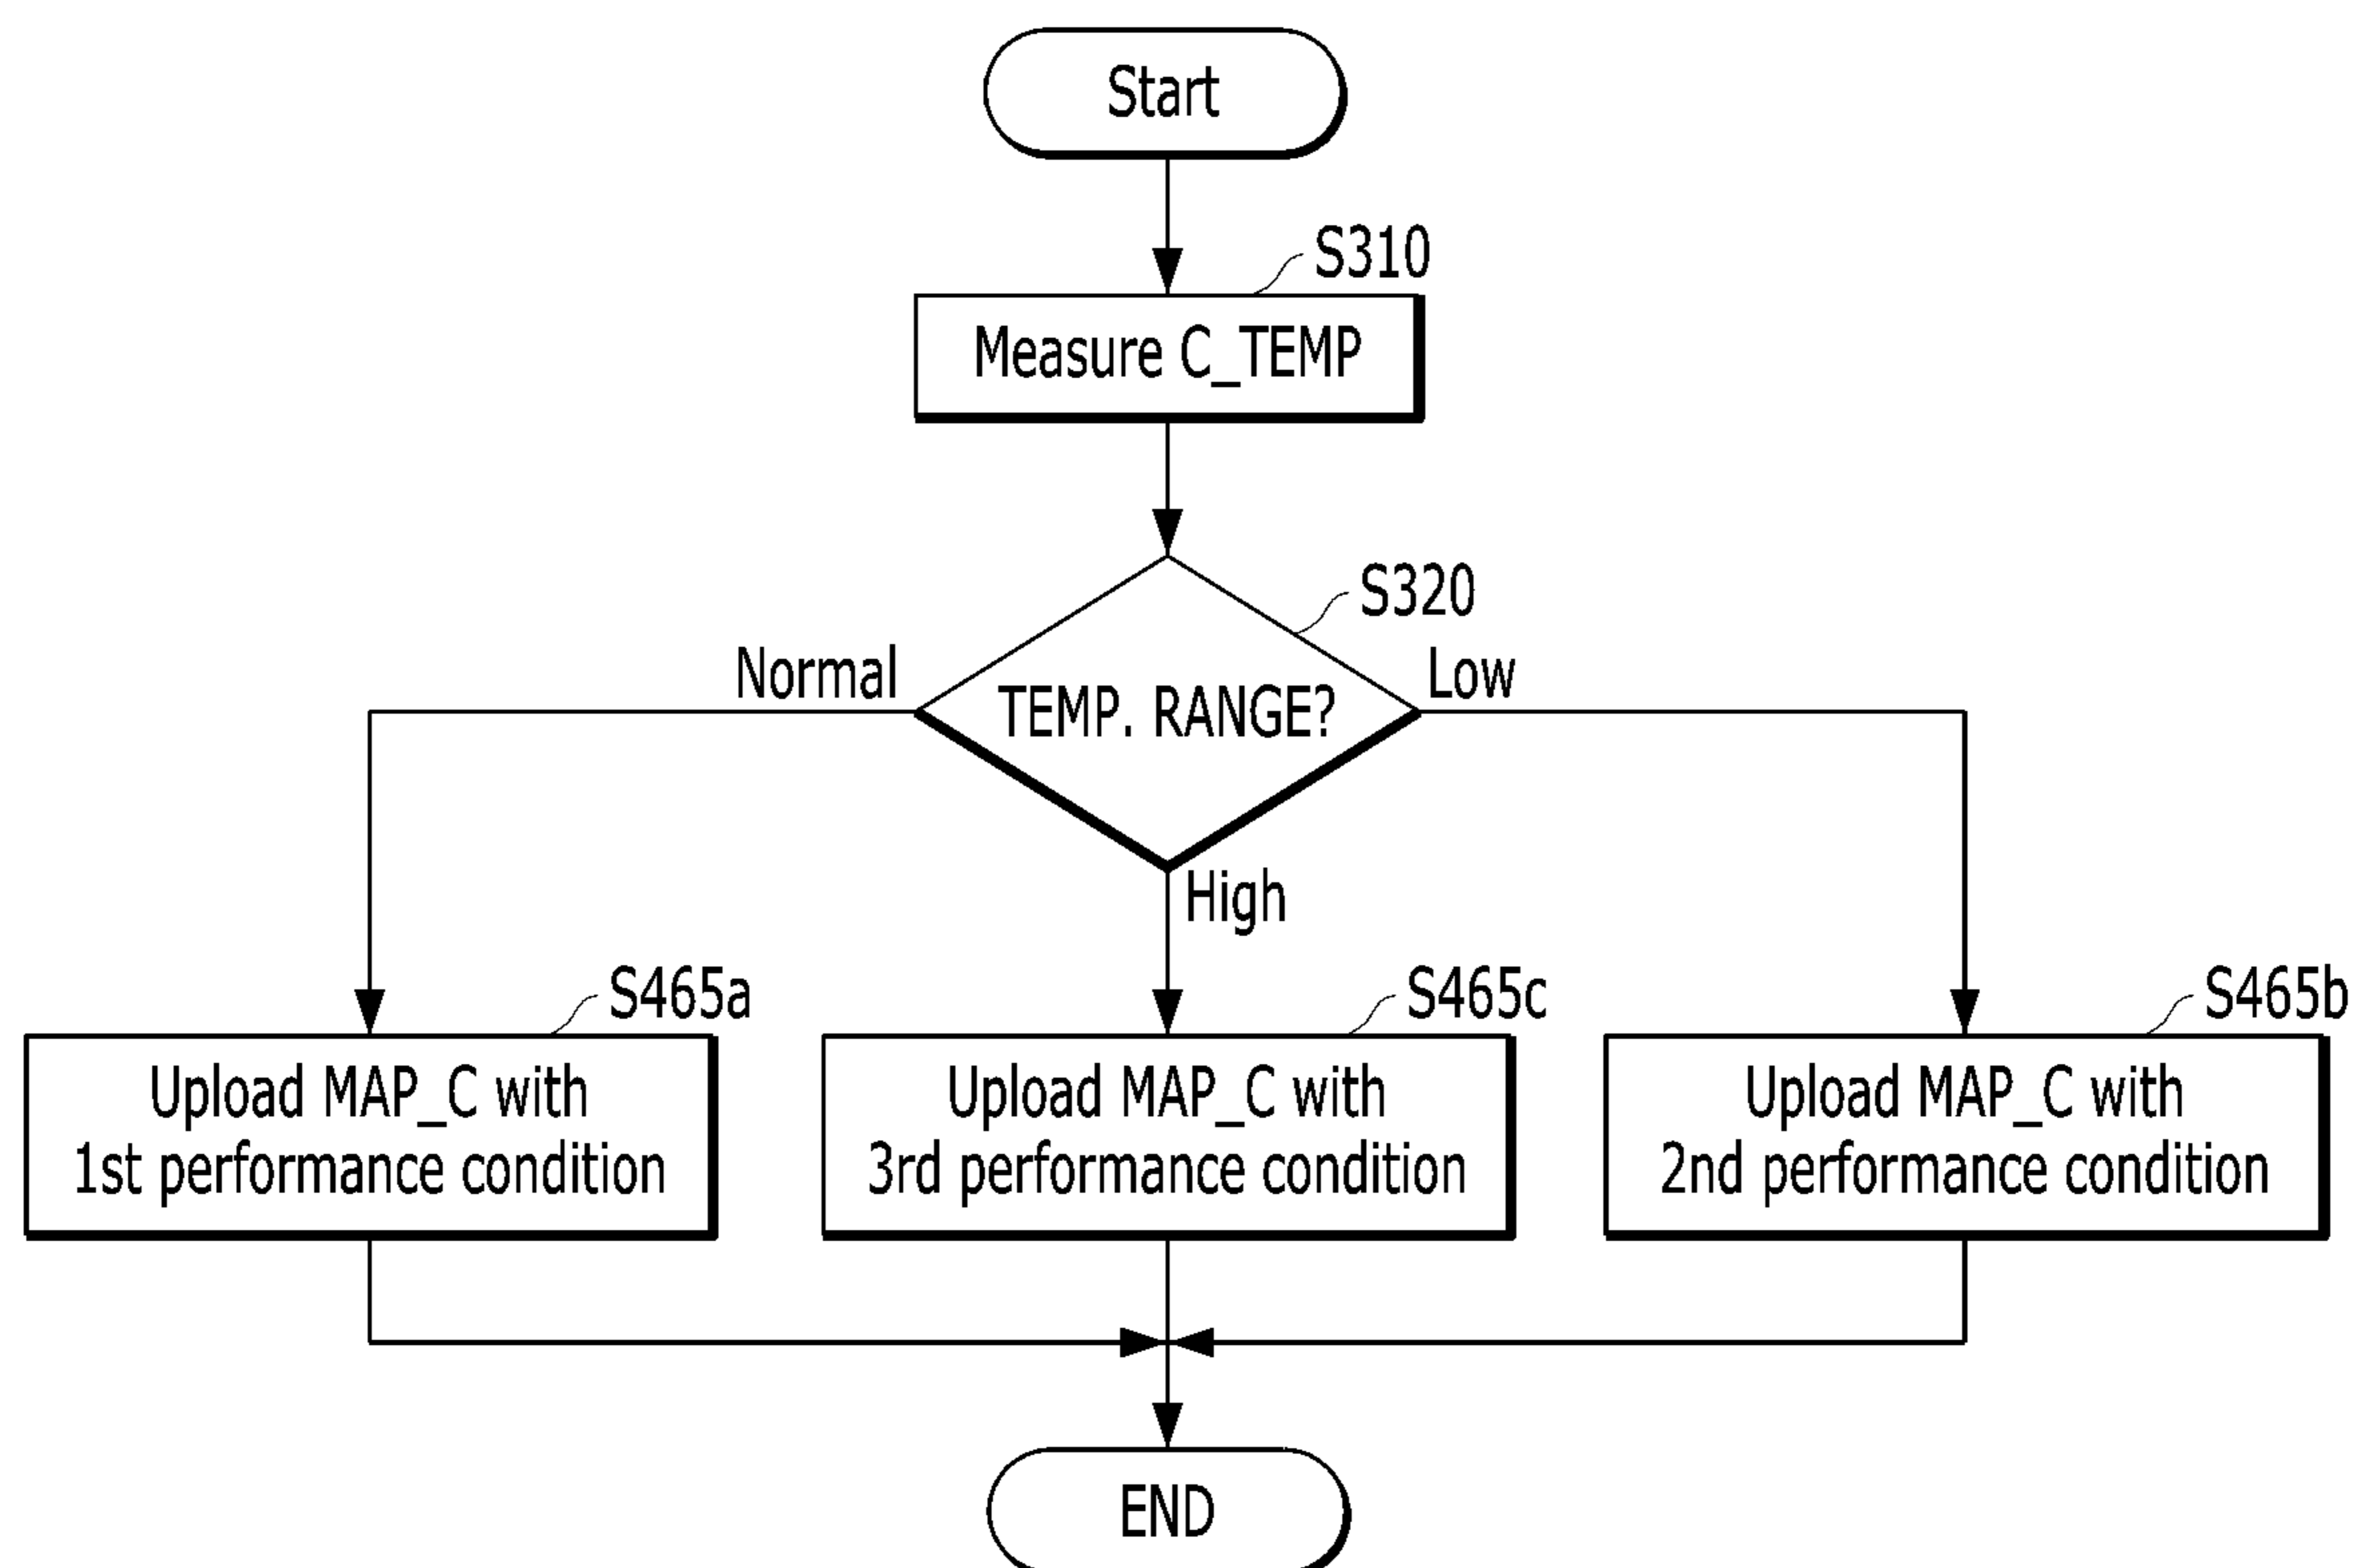 Start
S310
Measure C_TEMP
S320
Normal
TEMP. RANGE?
Low
High
S465a
Upload MAP_C with
1st performance condition
S465c
Upload MAP_C with
3rd performance condition
S465b
Upload MAP_C with
2nd performance condition
END